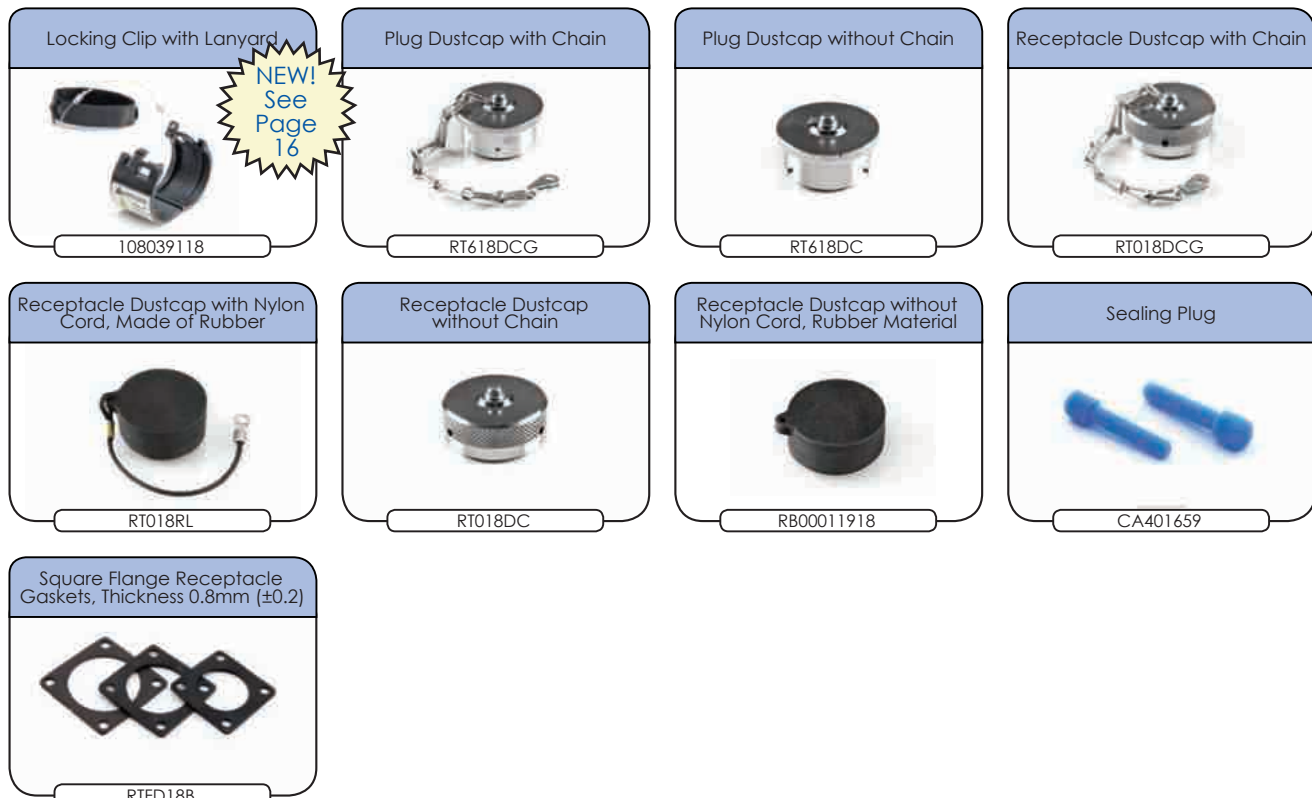 Locking Clip with Lanyard
NEW!
See
Page
16
108039118
Plug Dustcap with Chain
RT618DCG
Plug Dustcap without Chain
RT618DC
Receptacle Dustcap with Chain
RT018DCG
Receptacle Dustcap with Nylon
Cord, Made of Rubber
RT018RL
Receptacle Dustcap
without Chain
RT018DC
Receptacle Dustcap without
Nylon Cord, Rubber Material
RB00011918
Sealing Plug
CA401659
Square Flange Receptacle
Gaskets, Thickness 0.8mm (±0.2)
RTFD18B